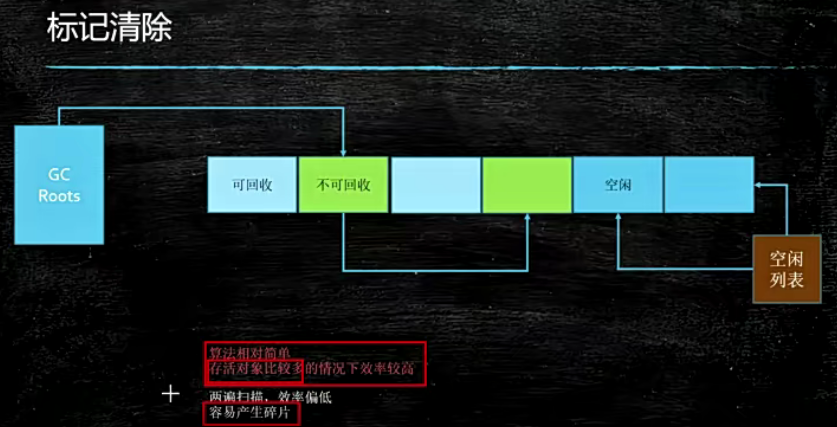 标记清除
GC
Roots
可回收
不可回收
空闲
空闲
列表
算法相对简单
存活对象比较多的情况下效率较高
两遍扫描，效率偏低
容易产生碎片